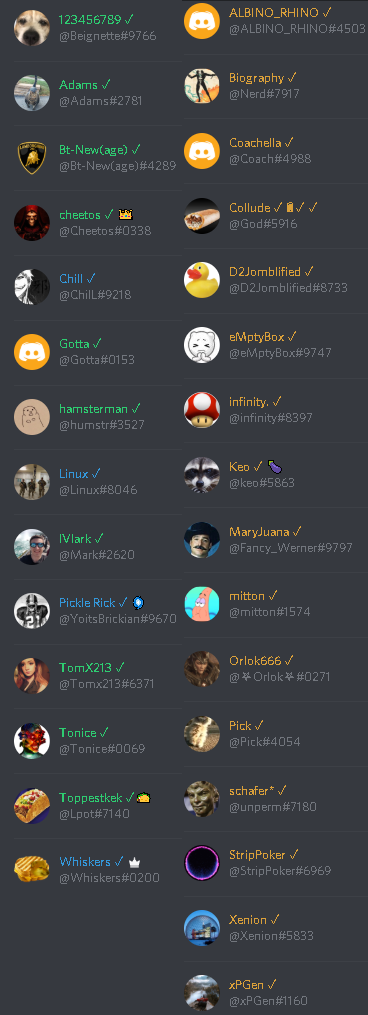 123456789 ✓
@Beignette#9766
Adams ✓
@Adams#2781
Bt-New(age) ✓
@Bt-New(age)#4289
cheetos ✓ 👑
@Cheetos#0338
Chill ✓
@ChilL#9218
Gotta ✓
@Gotta#0153
hamsterman ✓
@humstr#3527
Linux ✓
@Linux#8046
IVlark ✓
@Mark#2620
Pickle Rick ✓
@YoitsBrickian#9670
TomX213 ✓
@Tomx213#6371
Tonice ✓
@Tonice#0069
Toppestkek ✓ 🌮
@Lpot#7140
Whiskers ✓
@Whiskers#0200
ALBINO_RHINO ✓
@ALBINO_RHINO#4503
Biography ✓
@Nerd#7917
Coachella ✓
@Coach#4988
Collude ✓ ✓ ✓
@God#5916
D2Jomblified ✓
@D2Jomblified#8733
eMptyBox ✓
@eMptyBox#9747
infinity. ✓
@infinity#8397
Keo ✓ 🍆
@keo#5863
MaryJuana ✓
@Fancy_Werner#9797
mitton ✓
@mitton#1574
Orlok666 ✓
@⛧Orlok⛧#0271
Pick ✓
@Pick#4054
schafer* ✓
@unperm#7180
StripPoker ✓
@StripPoker#6969
Xenion ✓
@Xenion#5833
xPGen ✓
@xPGen#1160